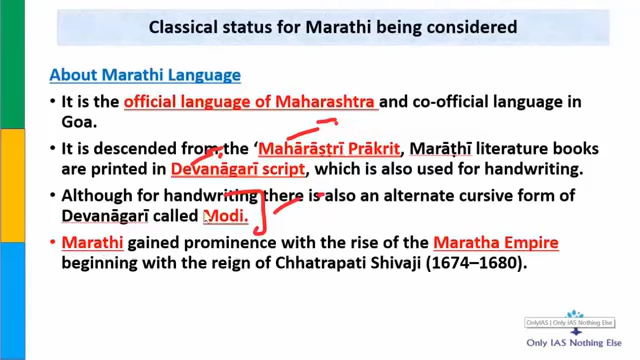 Classical status for Marathi being considered
About Marathi Language
• It is the official language of Maharashtra and co-official language in
Goa.
• It is descended from the ‘Mahārāṣṭrī Prākrit, Marāṭhī literature books
are printed in Devanāgarī script, which is also used for handwriting.
• Although for handwriting there is also an alternate cursive form of
Devanāgarī called Modi.
• Marathi gained prominence with the rise of the Maratha Empire
beginning with the reign of Chhatrapati Shivaji (1674–1680).
OnlyIAS | Only IAS Nothing Else
Only IAS Nothing Else